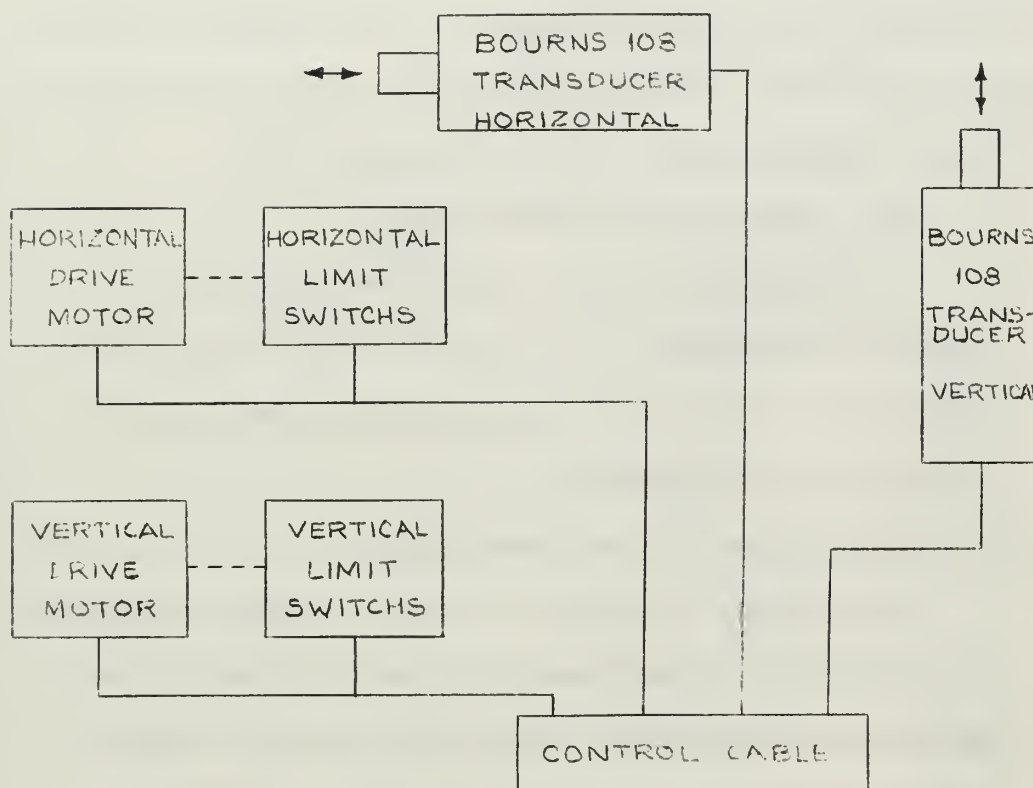 BOURNS 108
TRANSDUCER
HORIZONTAL
HORIZONTAL
DRIVE
MOTOR
HORIZONTAL
LIMIT
SWITCHS
BOURNS
108
TRANS-
DUCER
VERTICAL
VERTICAL
DRIVE
MOTOR
VERTICAL
LIMIT
SWITCHS
CONTROL CABLE